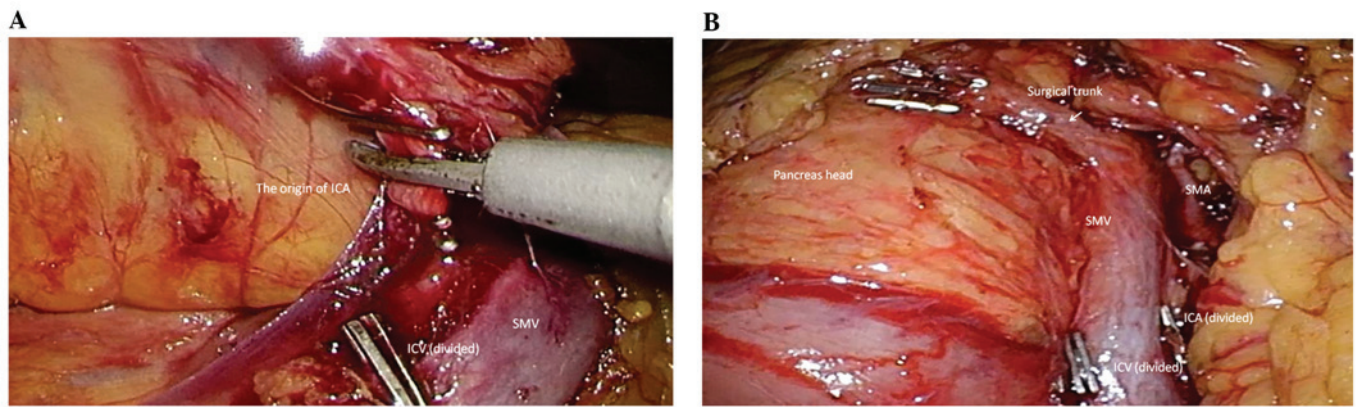 A
B
The origin of ICA
SMV
ICV (divided)
Surgical trunk
Pancreas head
SMA
SMV
ICA (divided)
ICV (divided)